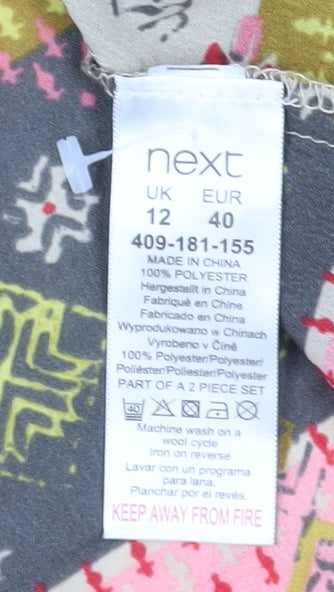 next
UK EUR
12 40
409-181-155
MADE IN CHINA
100% POLYESTER
Hergestellt in China
Fabriqué en Chine
Fabricado en China
Wyprodukowano w Chinach
Vyrobeno v Číně
100% Polyester/Polyester/
Poliéster/Poliester/Polyester
PART OF A 2 PIECE SET
40
Machine wash on a
wool cycle
Iron on reverse
Lavar con un programa
para lana.
Planchar por el revés.
KEEP AWAY FROM FIRE